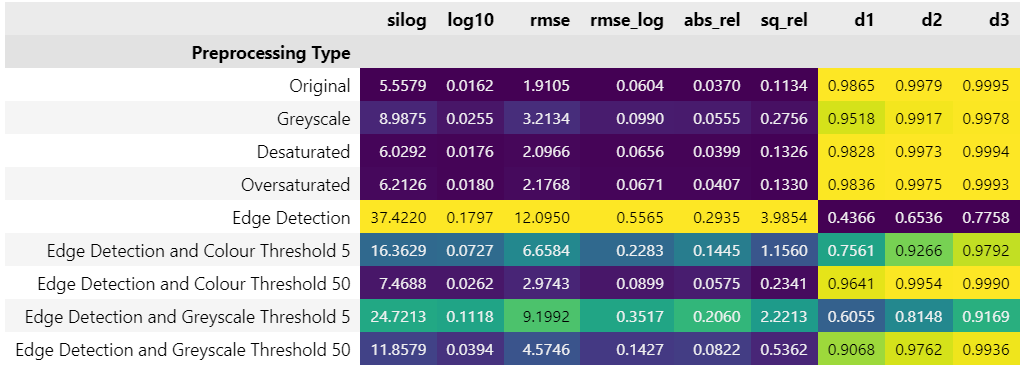 silog log10 rmse rmse_log abs_rel sq_rel d1 d2 d3
Preprocessing Type
Original 5.5579 0.0162 1.9105 0.0604 0.0370 0.1134 0.9865 0.9979 0.9995
Greyscale 8.9875 0.0255 3.2134 0.0990 0.0555 0.2756 0.9518 0.9917 0.9978
Desaturated 6.0292 0.0176 2.0966 0.0656 0.0399 0.1326 0.9828 0.9973 0.9994
Oversaturated 6.2126 0.0180 2.1768 0.0671 0.0407 0.1330 0.9836 0.9975 0.9993
Edge Detection 37.4220 0.1797 12.0950 0.5565 0.2935 3.9854 0.4366 0.6536 0.7758
Edge Detection and Colour Threshold 5 16.3629 0.0727 6.6584 0.2283 0.1445 1.1560 0.7561 0.9266 0.9792
Edge Detection and Colour Threshold 50 7.4688 0.0262 2.9743 0.0899 0.0575 0.2341 0.9641 0.9954 0.9990
Edge Detection and Greyscale Threshold 5 24.7213 0.1118 9.1992 0.3517 0.2060 2.2213 0.6055 0.8148 0.9169
Edge Detection and Greyscale Threshold 50 11.8579 0.0394 4.5746 0.1427 0.0822 0.5362 0.9068 0.9762 0.9936